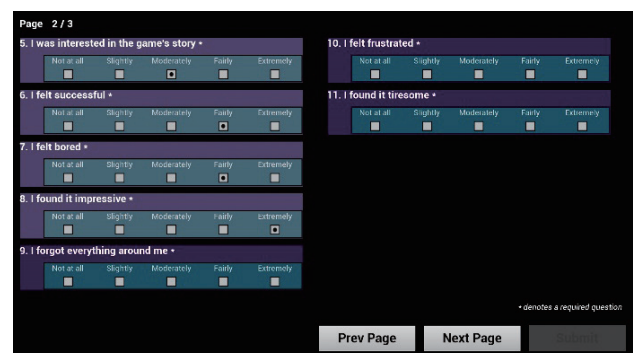 Page 2 / 3
5. I was interested in the game's story *
Not at all Slightly Moderately Fairly Extremely
6. I felt successful *
Not at all Slightly Moderately Fairly Extremely
7. I felt bored *
Not at all Slightly Moderately Fairly Extremely
8. I found it impressive *
Not at all Slightly Moderately Fairly Extremely
9. I forgot everything around me *
Not at all Slightly Moderately Fairly Extremely
10. I felt frustrated *
Not at all Slightly Moderately Fairly Extremely
11. I found it tiresome *
Not at all Slightly Moderately Fairly Extremely
* denotes a required question
Prev Page Next Page Submit